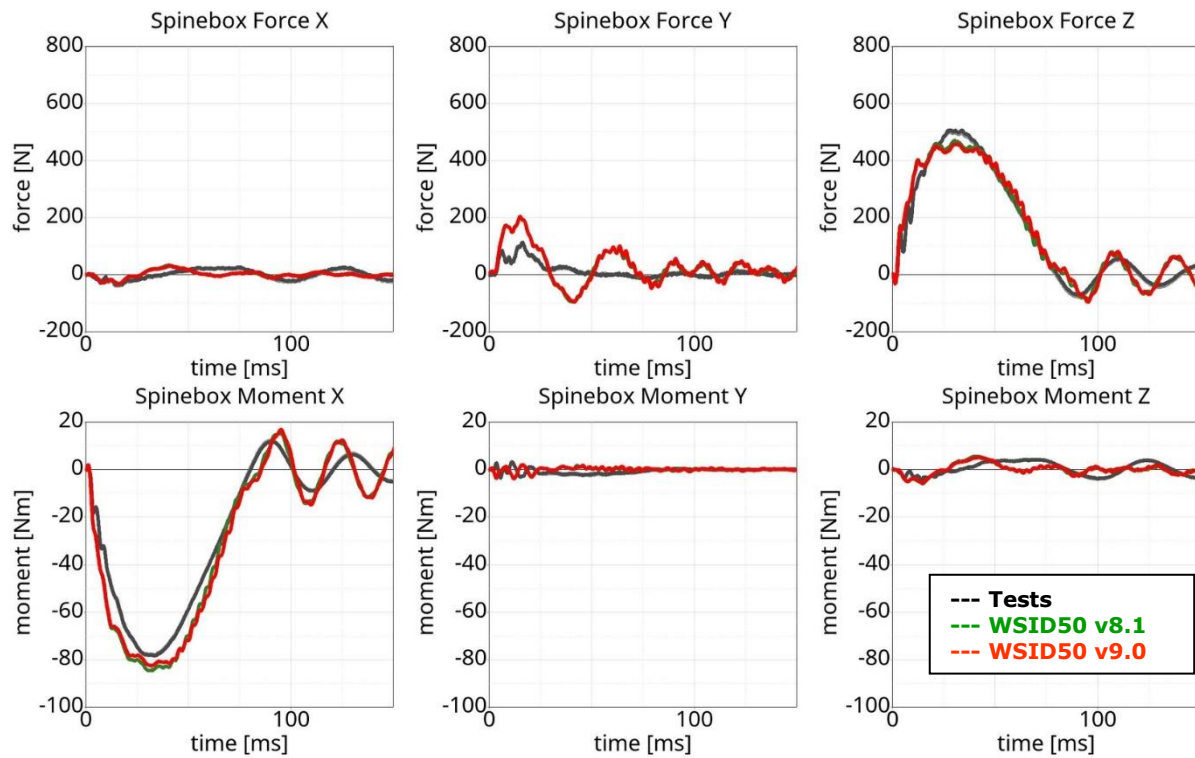 Spinebox Force X
Spinebox Force Y
Spinebox Force Z
800
600
400
200
0
-200
force [N]
0
100
time [ms]
800
600
400
200
0
-200
force [N]
0
100
time [ms]
800
600
400
200
0
-200
force [N]
0
100
time [ms]
Spinebox Moment X
Spinebox Moment Y
Spinebox Moment Z
20
0
-20
-40
-60
-80
-100
moment [Nm]
0
100
time [ms]
20
0
-20
-40
-60
-80
-100
moment [Nm]
0
100
time [ms]
20
0
-20
-40
-60
-80
-100
moment [Nm]
0
100
time [ms]
--- Tests
--- WSID50 v8.1
--- WSID50 v9.0